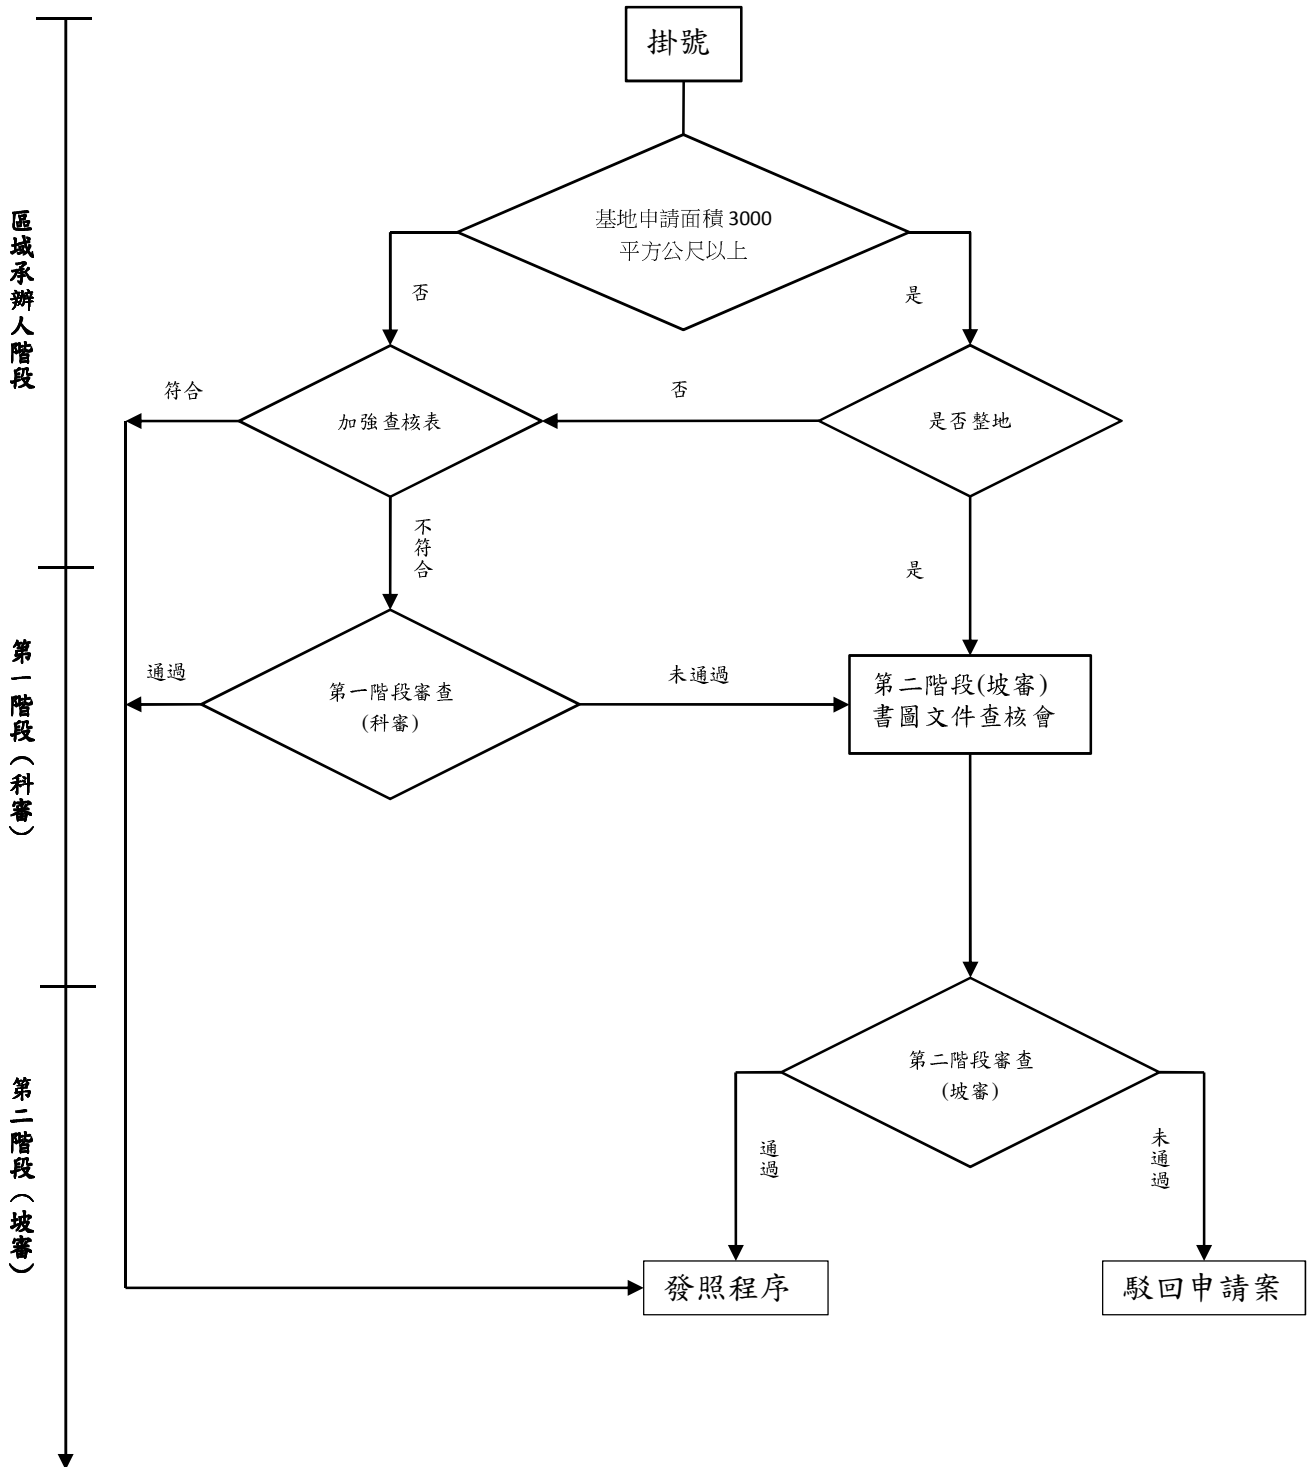 掛號
基地申請面積 3000
平方公尺以上
否
是
區域承辦人階段
符合
加強查核表
否
是否整地
不符合
是
第一階段（科審）
通過
第一階段審查
(科審)
未通過
第二階段(坡審)
書圖文件查核會
第二階段（坡審）
第二階段審查
(坡審)
通過
未通過
發照程序
駁回申請案